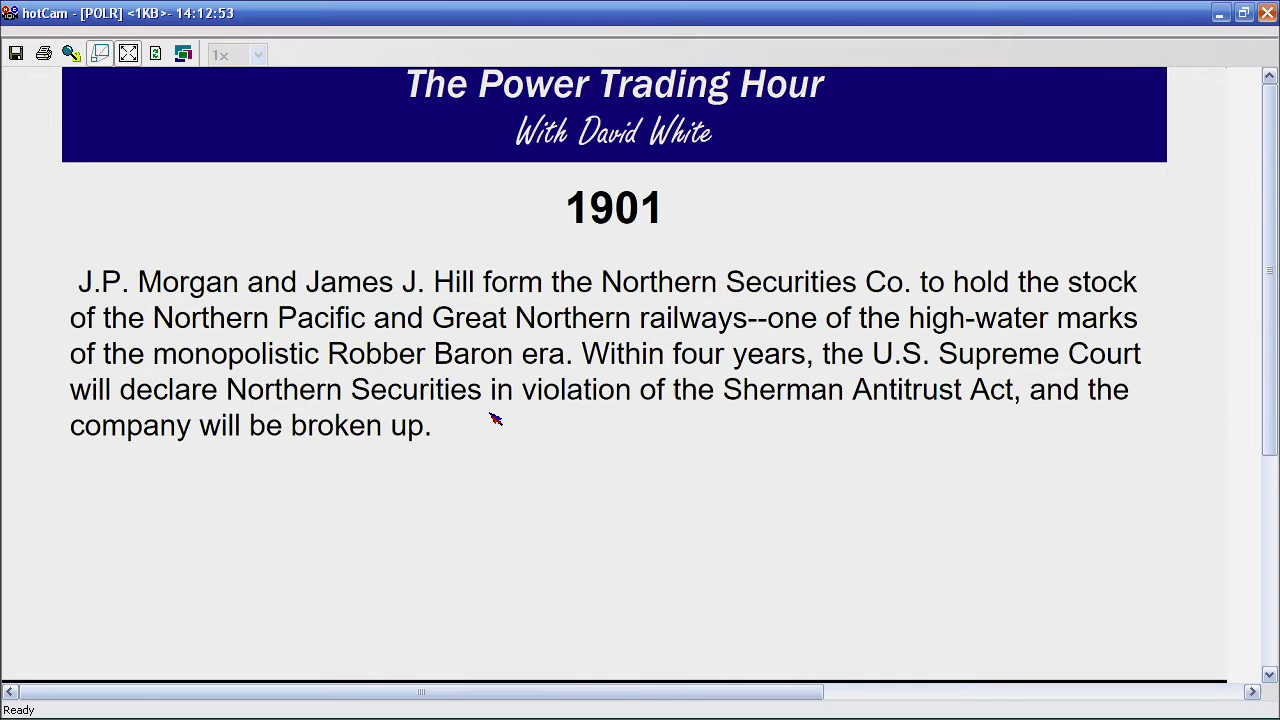 hotCam - [POLR] <1KB>- 14:12:53
1x
The Power Trading Hour
With David White
1901
J.P. Morgan and James J. Hill form the Northern Securities Co. to hold the stock
of the Northern Pacific and Great Northern railways--one of the high-water marks
of the monopolistic Robber Baron era. Within four years, the U.S. Supreme Court
will declare Northern Securities in violation of the Sherman Antitrust Act, and the
company will be broken up.
Ready